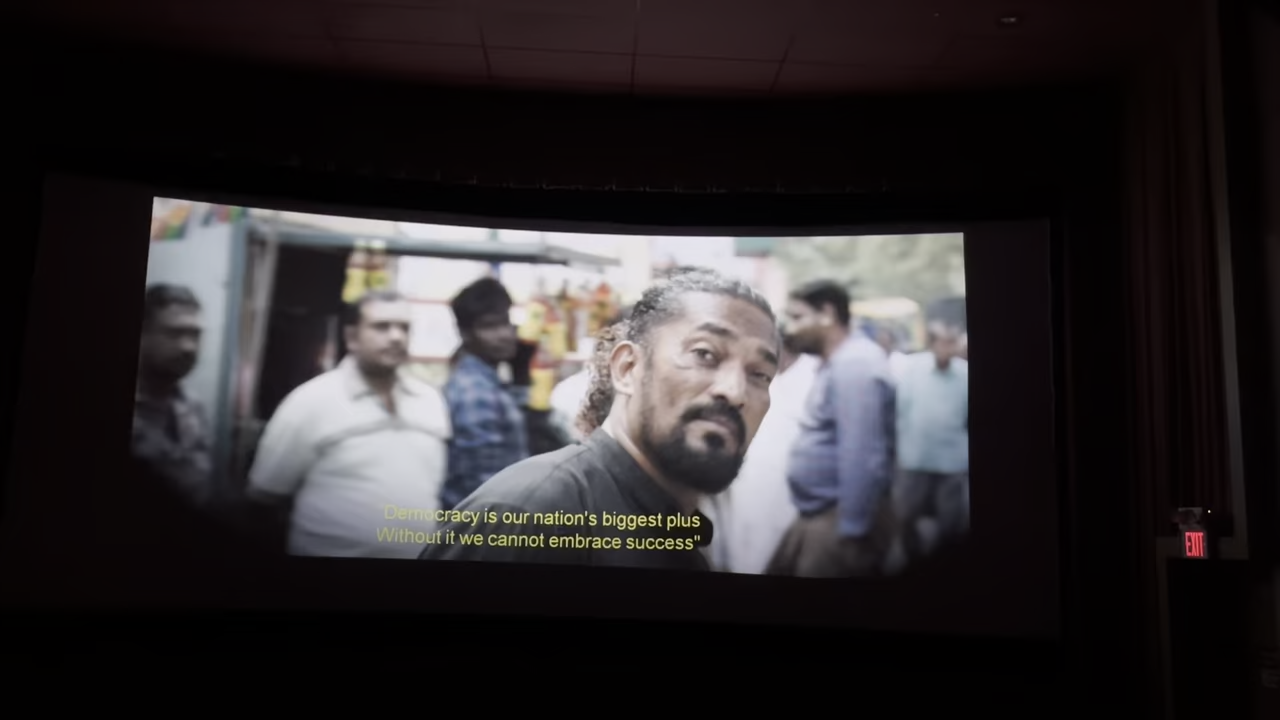 Democracy is our nation's biggest plus
Without it we cannot embrace success"
EXIT